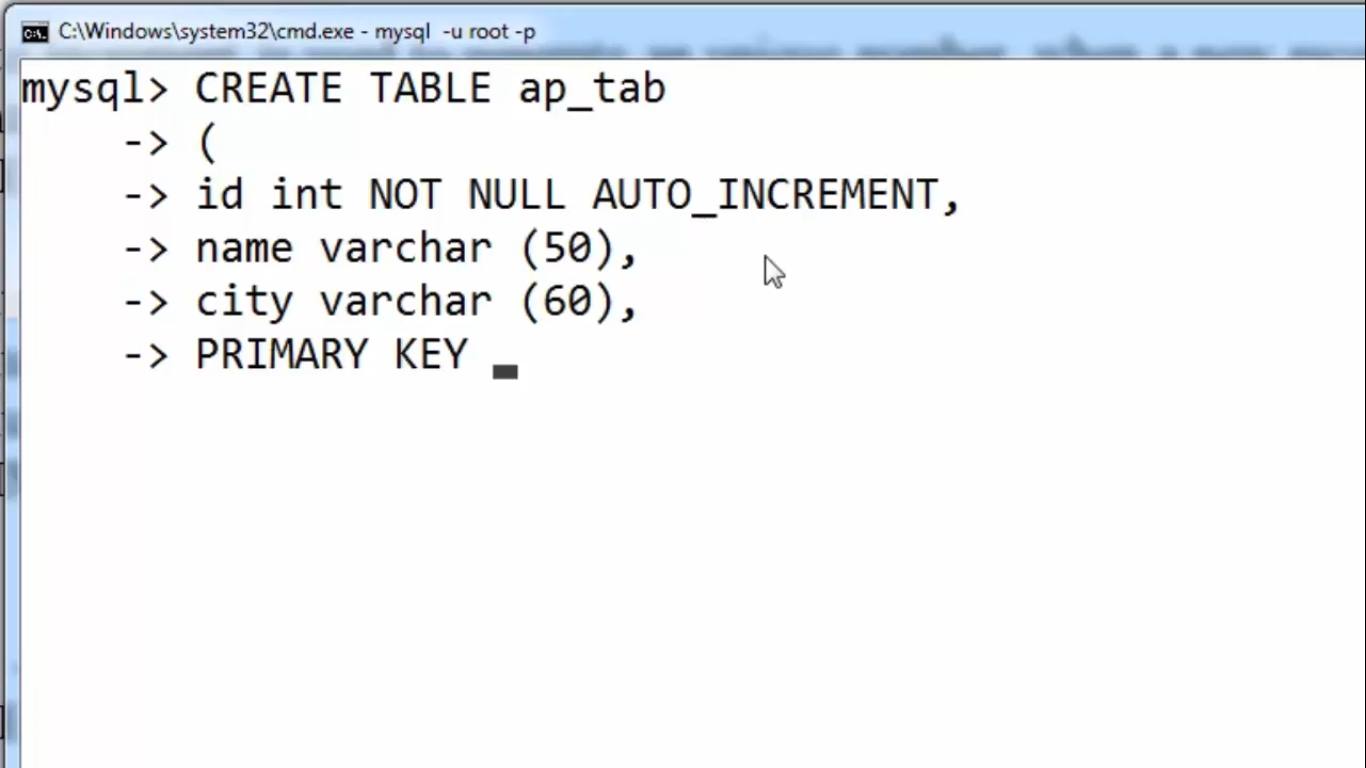 C:\Windows\system32\cmd.exe - mysql -u root -p
mysql> CREATE TABLE ap_tab
-> (
-> id int NOT NULL AUTO_INCREMENT,
-> name varchar (50),
-> city varchar (60),
-> PRIMARY KEY